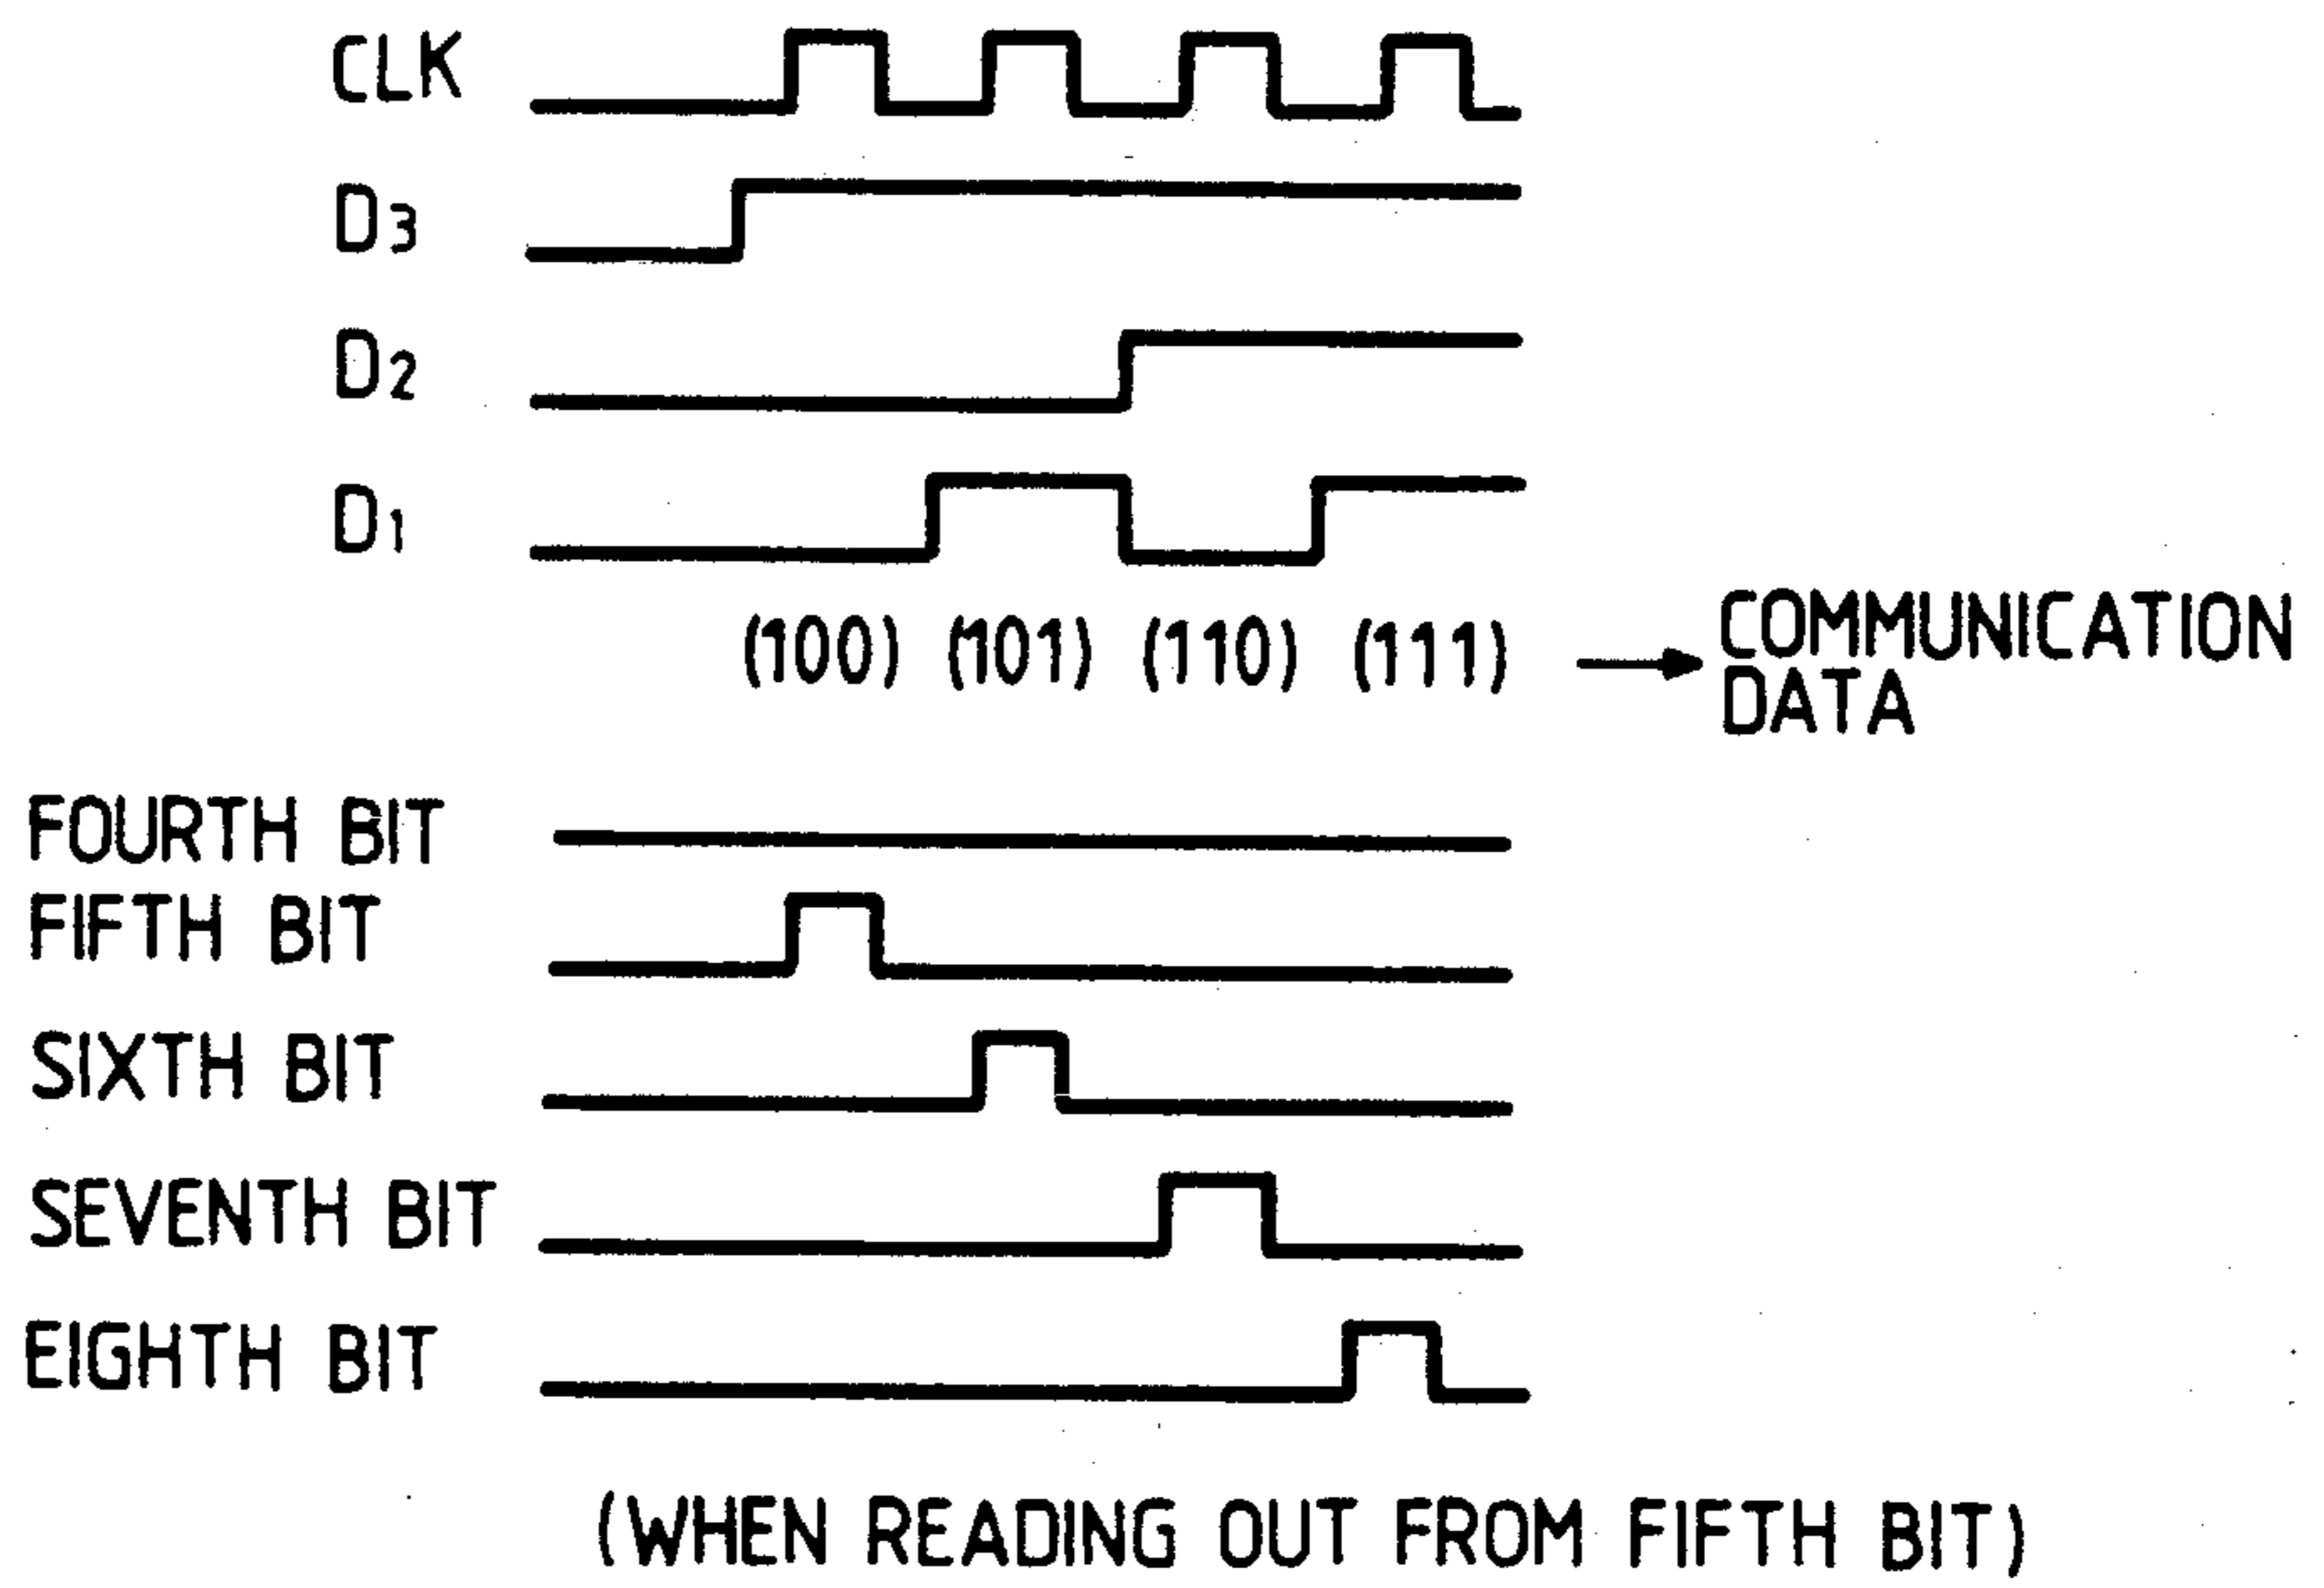 CLK
D3
D2
D1
(100) (101) (110) (111) → COMMUNICATION
DATA
FOURTH BIT
FIFTH BIT
SIXTH BIT
SEVENTH BIT
EIGHTH BIT
(WHEN READING OUT FROM FIFTH BIT)